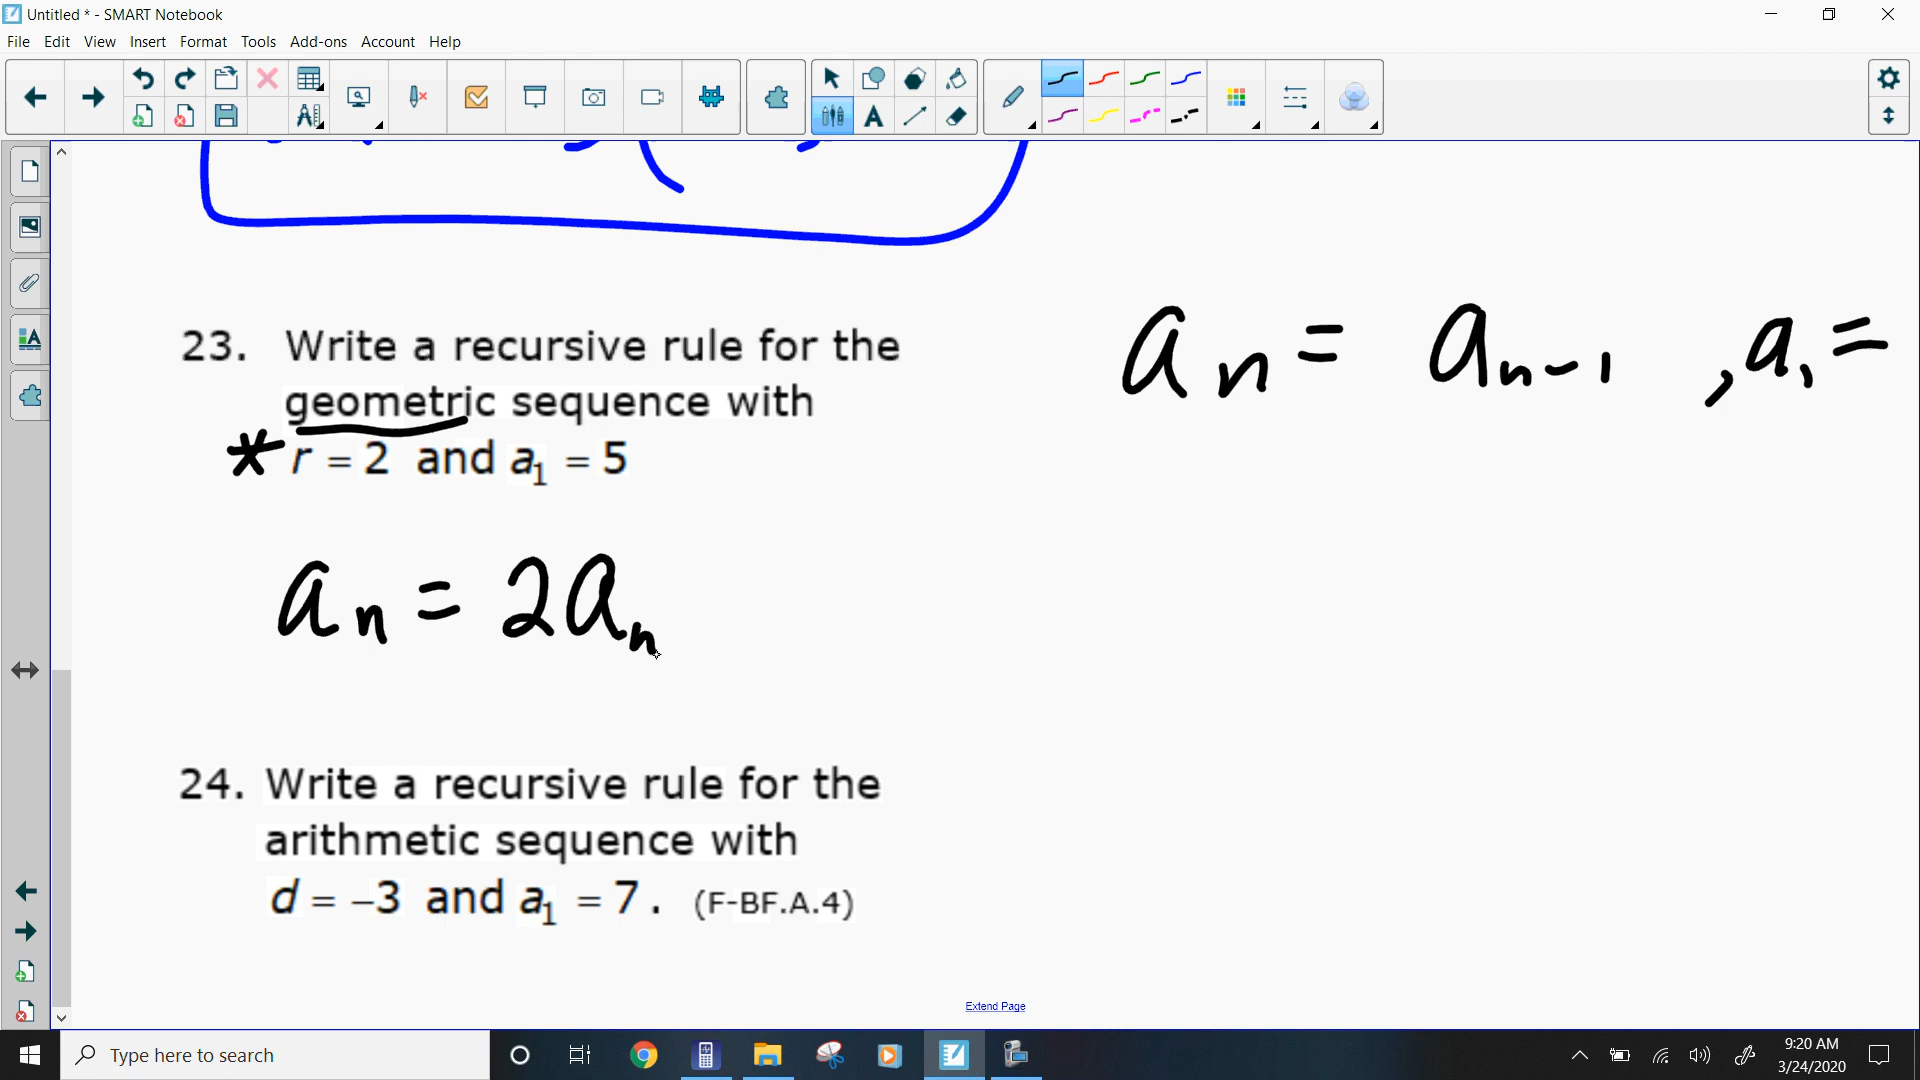 Untitled * - SMART Notebook
File Edit View Insert Format Tools Add-ons Account Help
23. Write a recursive rule for the
geometric sequence with
* r = 2 and a₁ = 5
aₙ = aₙ₋₁ , a₁ =
aₙ = 2aₙ
24. Write a recursive rule for the
arithmetic sequence with
d = −3 and a₁ = 7 . (F-BF.A.4)
Extend Page
Type here to search
9:20 AM
3/24/2020